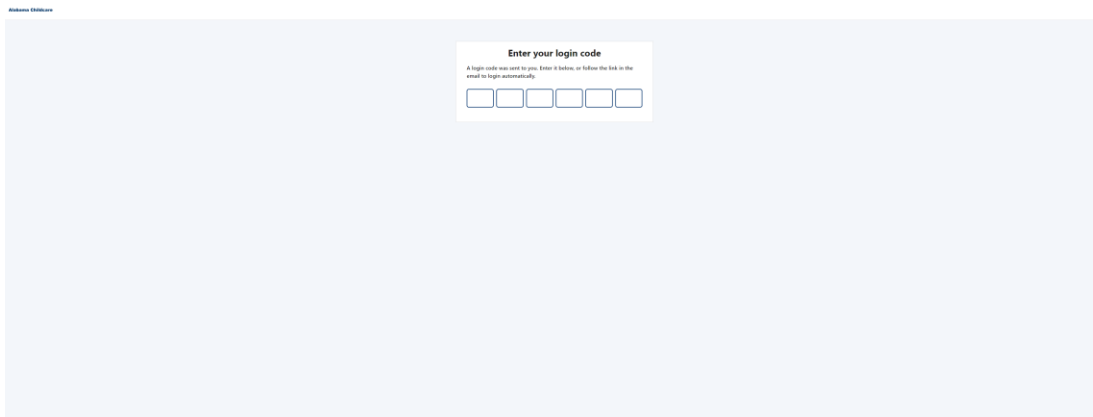 Alabama Childcare
Enter your login code
A login code was sent to you. Enter it below, or follow the link in the
email to login automatically.